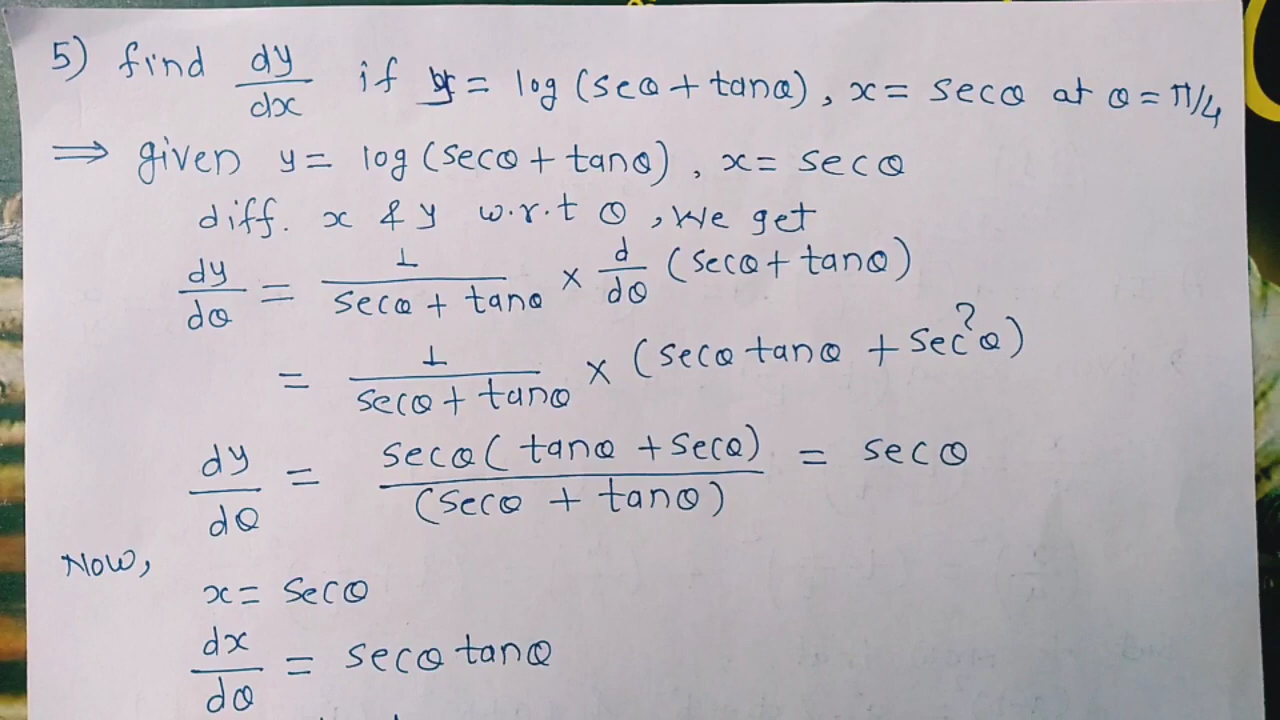 5) find dy/dx if y = log (seco + tanθ), x = secθ at θ = π/4
⇒ given y = log (secθ + tanθ), x = secθ
diff. x & y w.r.t θ, We get
dy/dθ = 1/(secθ + tanθ) × d/dθ (secθ + tanθ)
= 1/(secθ + tanθ) × (secθ tanθ + sec²θ)
dy/dθ = secθ( tanθ + secθ)/(secθ + tanθ) = secθ
Now,
x = secθ
dx/dθ = secθ tanθ